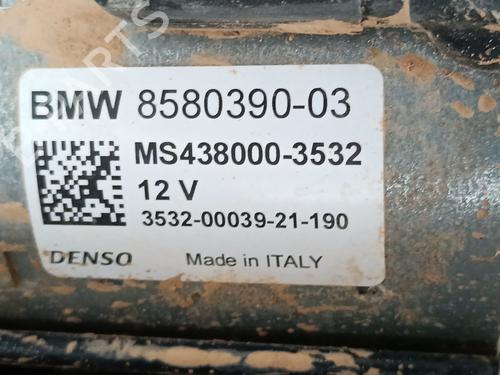 BMW 8580390-03
MS438000-3532
12 V
3532-00039-21-190
DENSO Made in ITALY